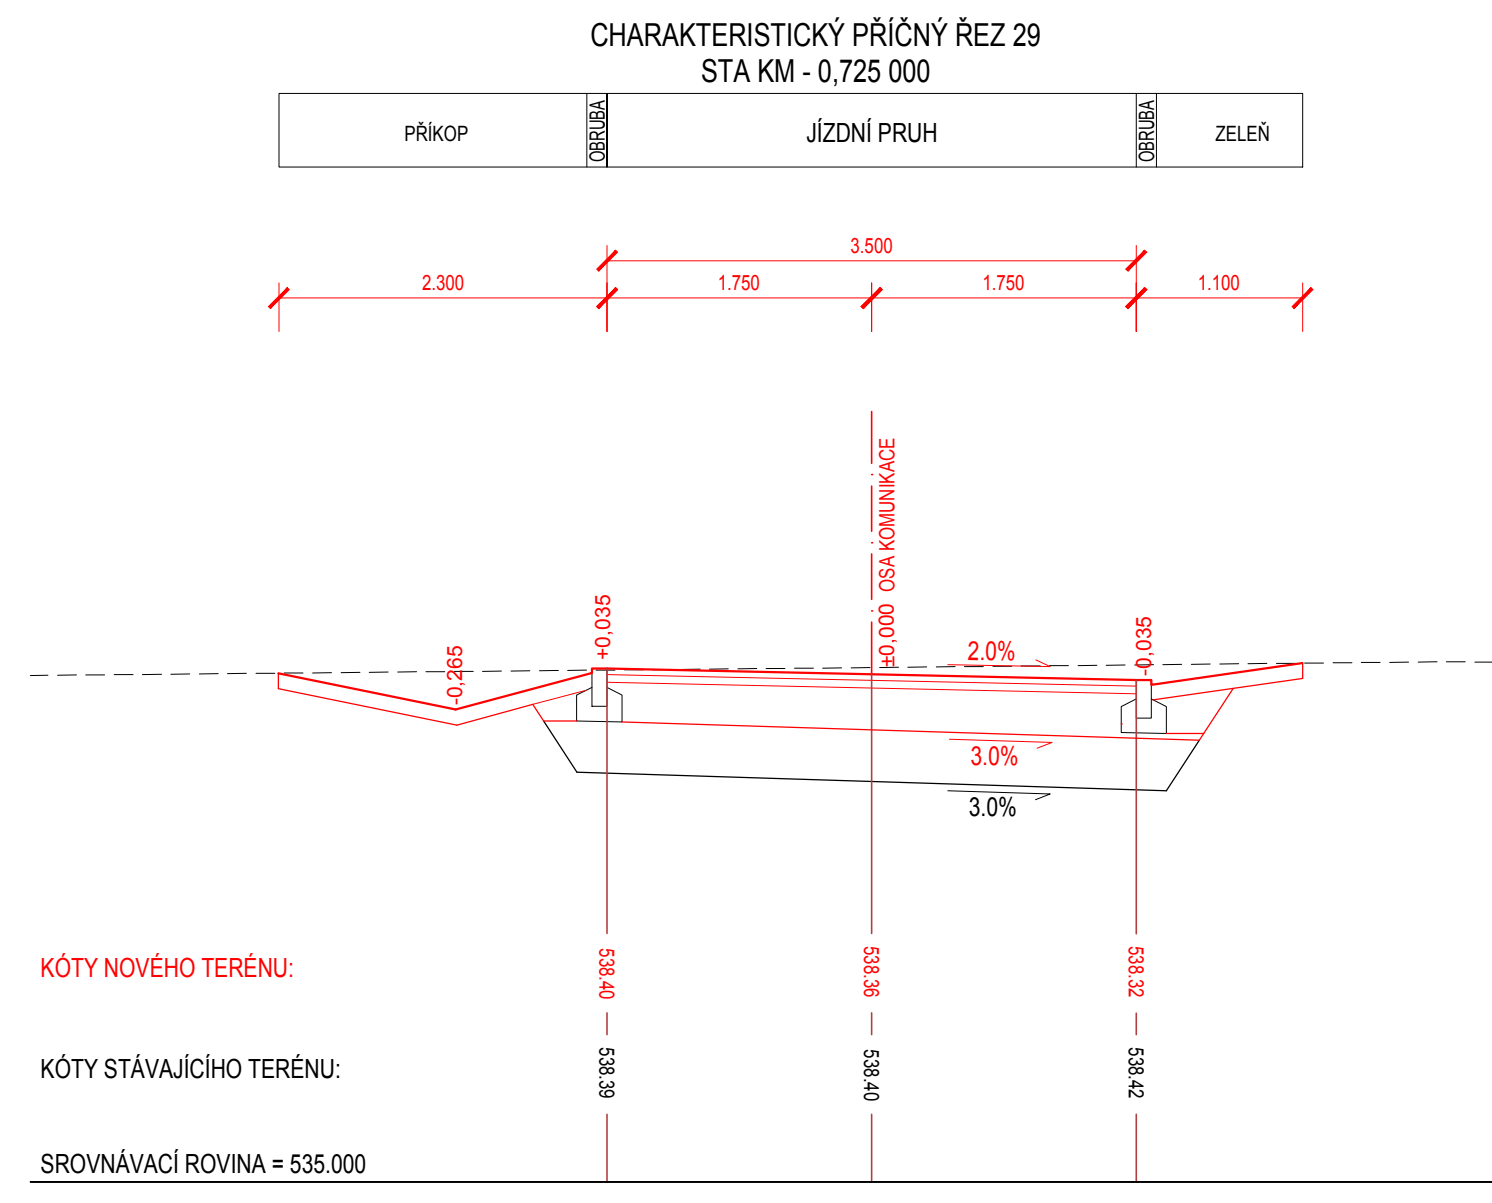 CHARAKTERISTICKÝ PŘÍČNÝ ŘEZ 29
STA KM - 0,725 000
PŘÍKOP
OBRUBA
JÍZDNÍ PRUH
OBRUBA
ZELEŇ
3.500
2.300
1.750
1.750
1.100
±0,000 OSA KOMUNIKACE
+0,035
-0,265
-0,035
2.0%
3.0%
3.0%
KÓTY NOVÉHO TERÉNU:
538.40
538.36
538.32
KÓTY STÁVAJÍCÍHO TERÉNU:
538.39
538.40
538.42
SROVNÁVACÍ ROVINA = 535.000